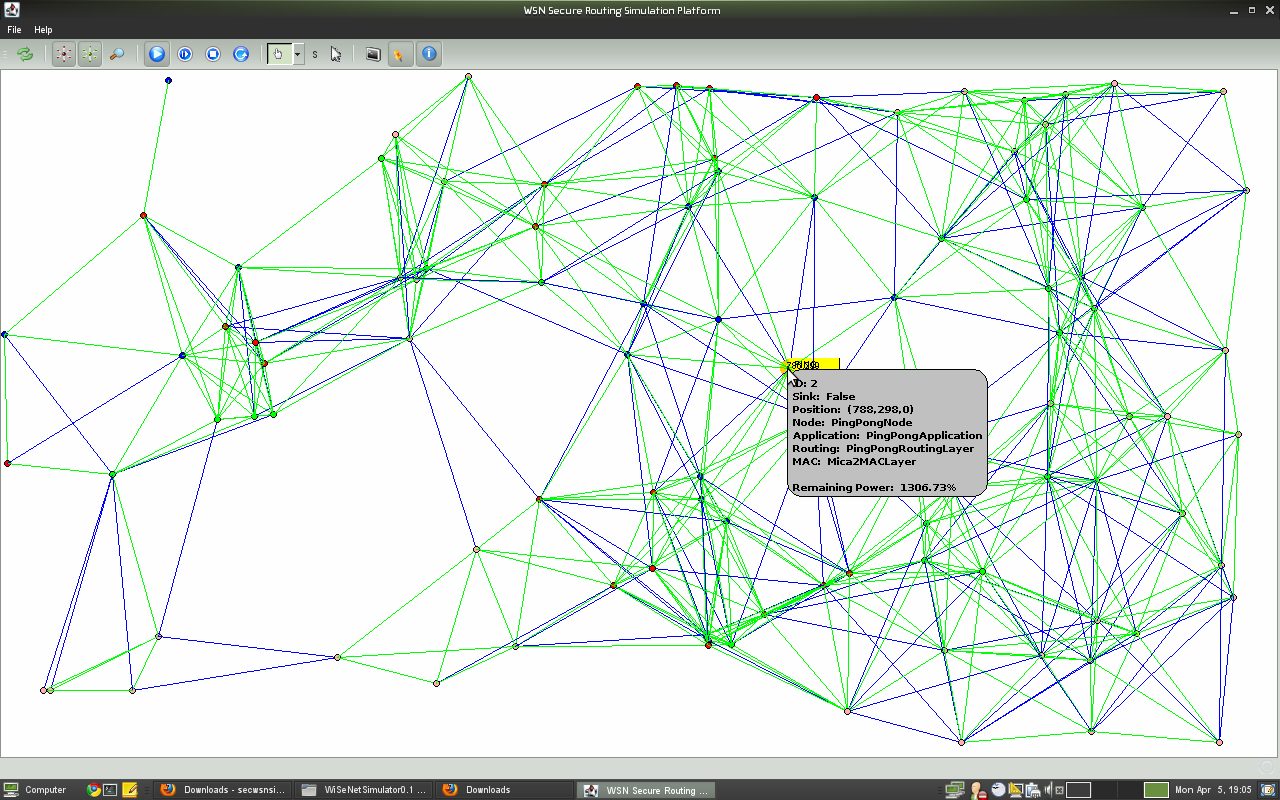 WSN Secure Routing Simulation Platform
File Help
S
ID: 2
Sink: False
Position: (788,298,0)
Node: PingPongNode
Application: PingPongApplication
Routing: PingPongRoutingLayer
MAC: Mica2MACLayer
Remaining Power: 1306.73%
Computer Downloads - secwsnsi... WiSeNetSimulator0.1 ... Downloads WSN Secure Routing ... Mon Apr 5, 19:05